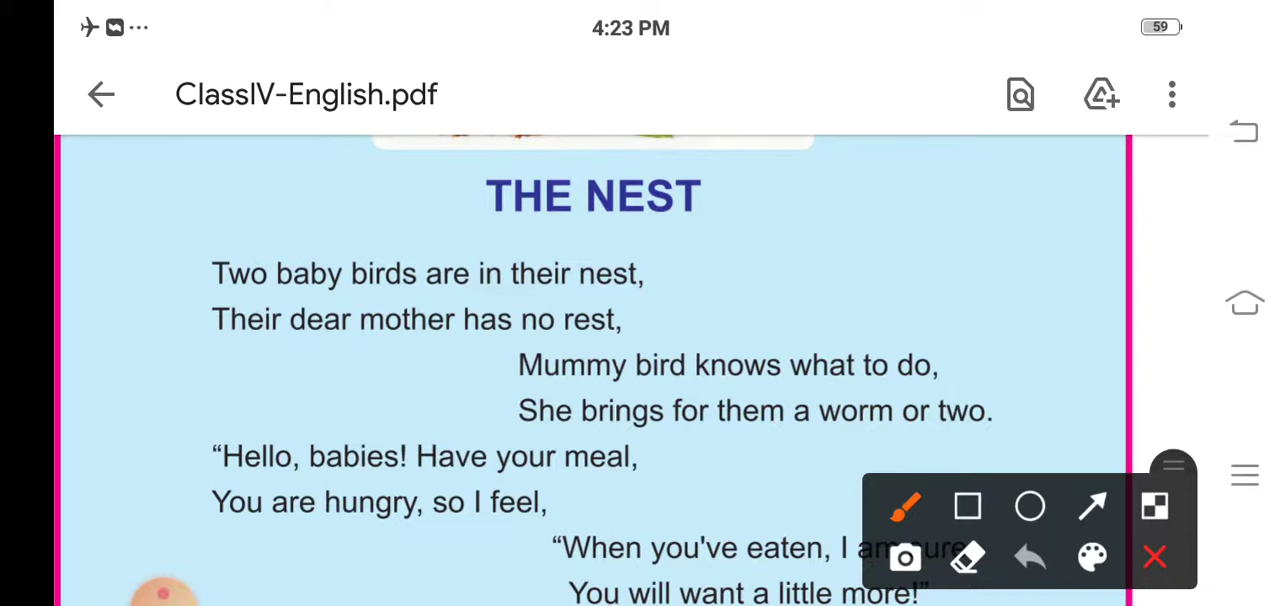 4:23 PM
59
ClassIV-English.pdf
THE NEST
Two baby birds are in their nest,
Their dear mother has no rest,
Mummy bird knows what to do,
She brings for them a worm or two.
“Hello, babies! Have your meal,
You are hungry, so I feel,
“When you've eaten, I am sure
You will want a little more!”